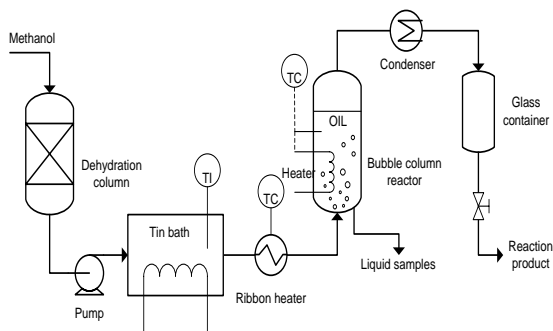 Methanol
TC
Condenser
OIL
Glass
container
Dehydration
column
TI
Heater
Bubble column
reactor
TC
Tin bath
Liquid samples
Reaction
product
Ribbon heater
Pump